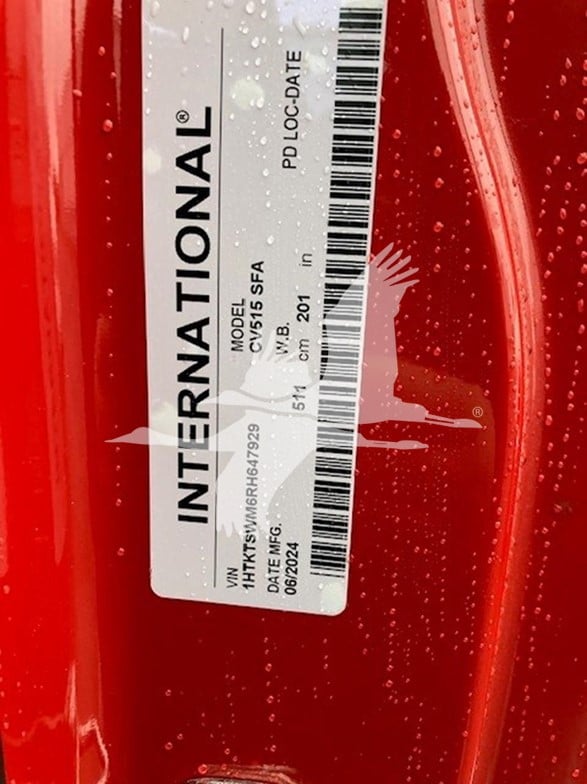 INTERNATIONAL®
VIN
1HTKTSWM6RH647929
MODEL
CV515 SFA
DATE MFG.
06/2024
W.B.
511 cm 201 in
PD LOC-DATE
®